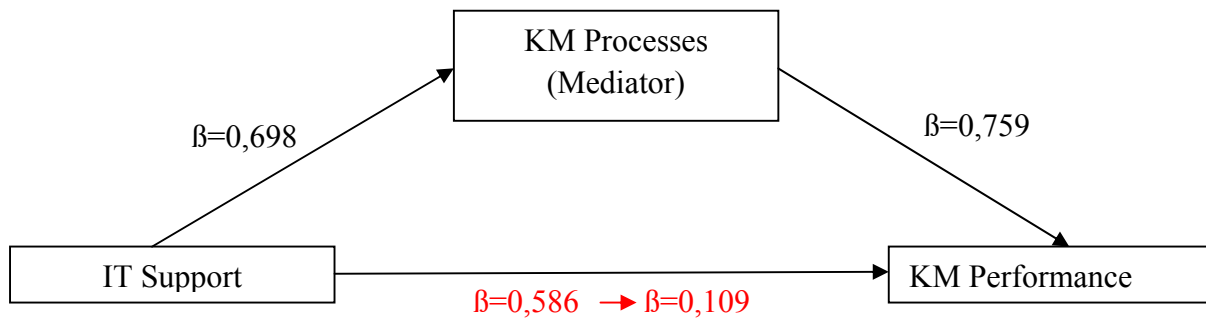 KM Processes
(Mediator)
ß=0,698
ß=0,759
IT Support
KM Performance
ß=0,586 → ß=0,109